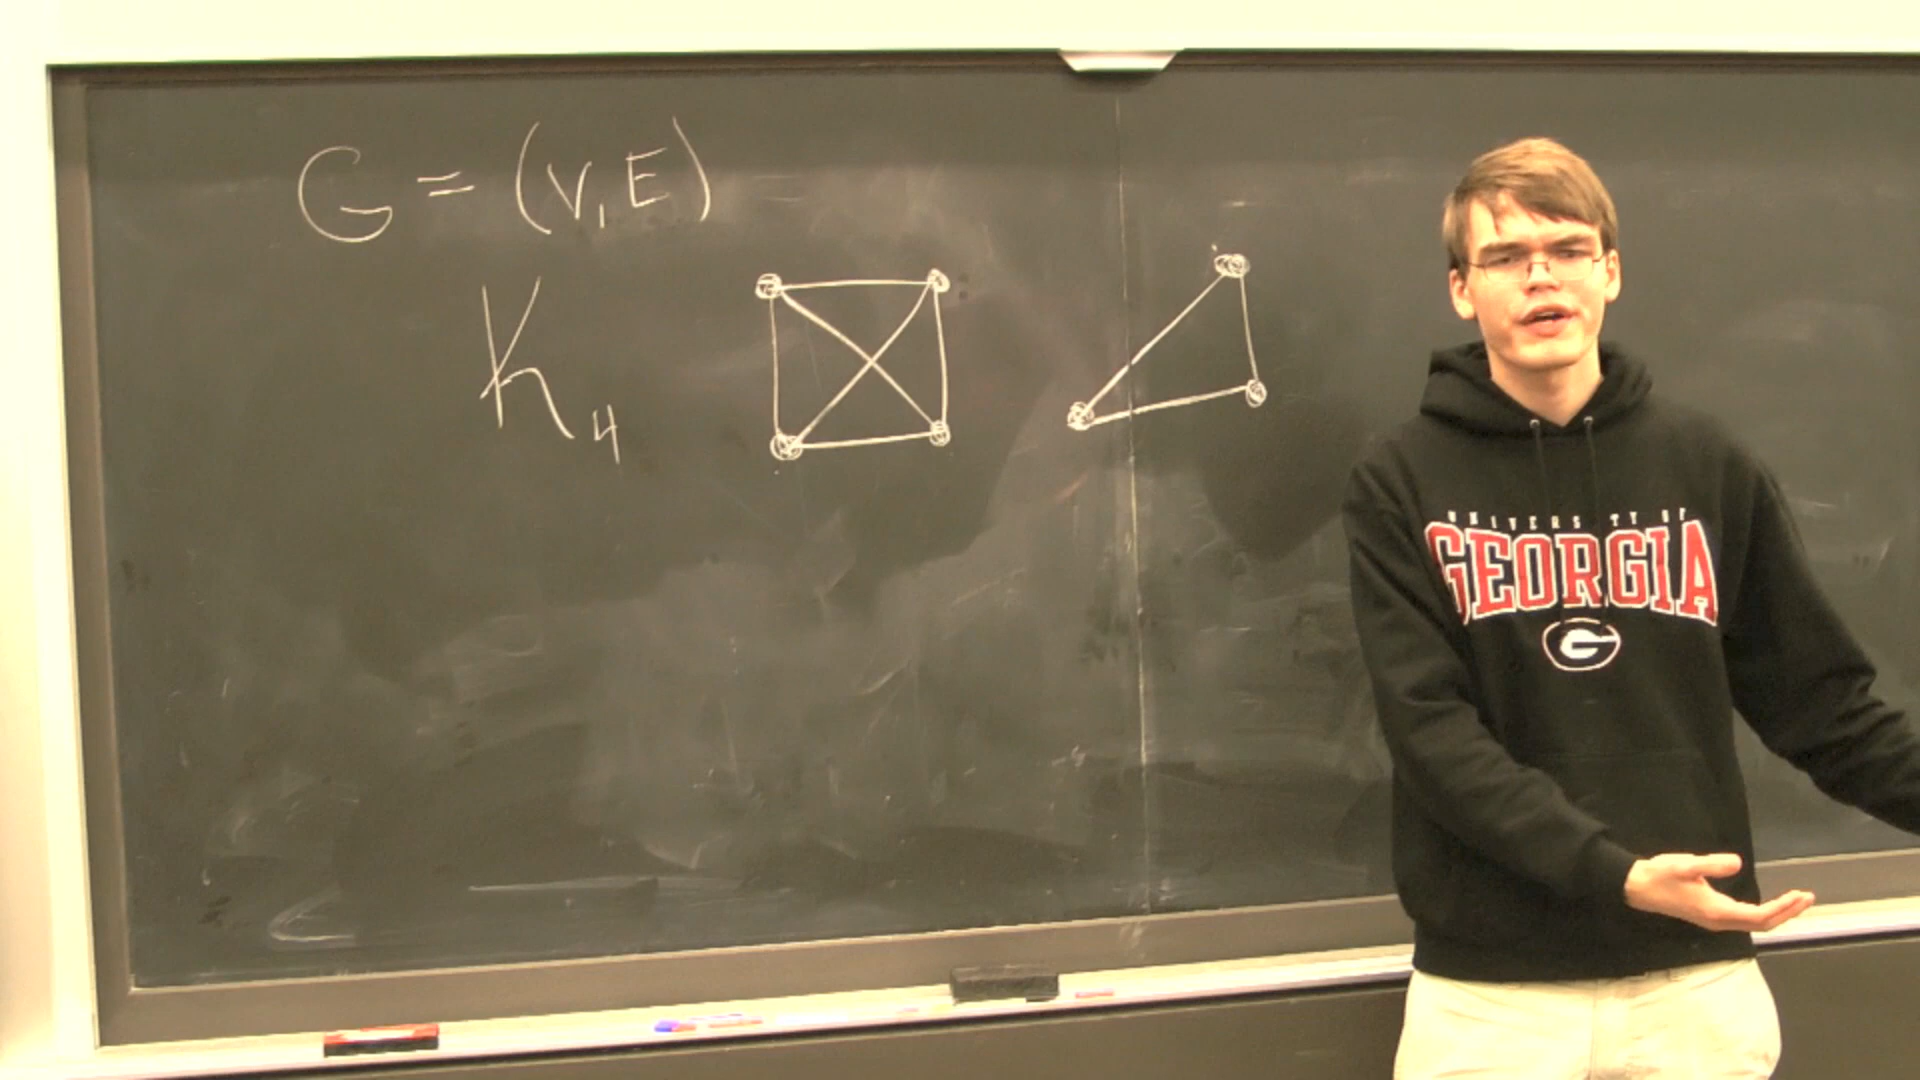 G = (V, E)
K₄
UNIVERSITY OF
GEORGIA
G